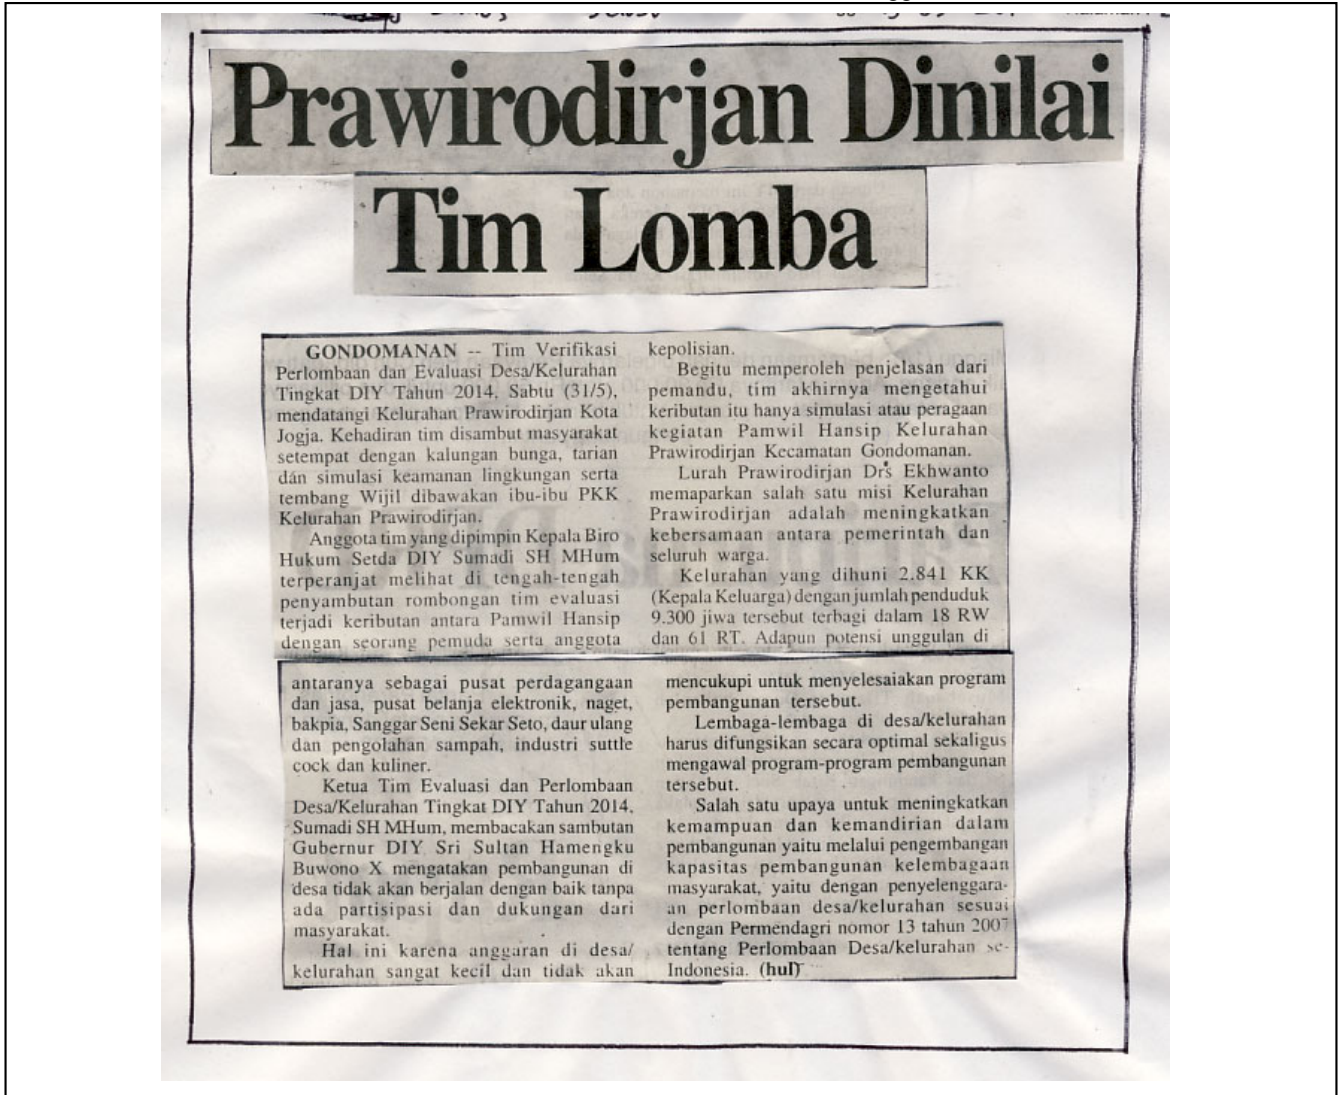 Prawirodirjan Dinilai
Tim Lomba
GONDOMANAN -- Tim Verifikasi
Perlombaan dan Evaluasi Desa/Kelurahan
Tingkat DIY Tahun 2014, Sabtu (31/5),
mendatangi Kelurahan Prawirodirjan Kota
Jogja. Kehadiran tim disambut masyarakat
setempat dengan kalungan bunga, tarian
dan simulasi keamanan lingkungan serta
tembang Wijil dibawakan ibu-ibu PKK
Kelurahan Prawirodirjan.
Anggota tim yang dipimpin Kepala Biro
Hukum Setda DIY Sumadi SH MHum
terperanjat melihat di tengah-tengah
penyambutan rombongan tim evaluasi
terjadi keributan antara Pamwil Hansip
dengan seorang pemuda serta anggota
kepolisian.
Begitu memperoleh penjelasan dari
pemandu, tim akhirnya mengetahui
keributan itu hanya simulasi atau peragaan
kegiatan Pamwil Hansip Kelurahan
Prawirodirjan Kecamatan Gondomanan.
Lurah Prawirodirjan Drs Ekhwanto
memaparkan salah satu misi Kelurahan
Prawirodirjan adalah meningkatkan
kebersamaan antara pemerintah dan
seluruh warga.
Kelurahan yang dihuni 2.841 KK
(Kepala Keluarga) dengan jumlah penduduk
9.300 jiwa tersebut terbagi dalam 18 RW
dan 61 RT. Adapun potensi unggulan di
antaranya sebagai pusat perdagangaan
dan jasa, pusat belanja elektronik, naget,
bakpia, Sanggar Seni Sekar Seto, daur ulang
dan pengolahan sampah, industri suttle
cock dan kuliner.
Ketua Tim Evaluasi dan Perlombaan
Desa/Kelurahan Tingkat DIY Tahun 2014,
Sumadi SH MHum, membacakan sambutan
Gubernur DIY Sri Sultan Hamengku
Buwono X mengatakan pembangunan di
desa tidak akan berjalan dengan baik tanpa
ada partisipasi dan dukungan dari
masyarakat.
Hal ini karena anggaran di desa/
kelurahan sangat kecil dan tidak akan
mencukupi untuk menyelesaiakan program
pembangunan tersebut.
Lembaga-lembaga di desa/kelurahan
harus difungsikan secara optimal sekaligus
mengawal program-program pembangunan
tersebut.
Salah satu upaya untuk meningkatkan
kemampuan dan kemandirian dalam
pembangunan yaitu melalui pengembangan
kapasitas pembangunan kelembagaan
masyarakat, yaitu dengan penyelenggara-
an perlombaan desa/kelurahan sesuai
dengan Permendagri nomor 13 tahun 2007
tentang Perlombaan Desa/kelurahan se-
Indonesia. (hul)